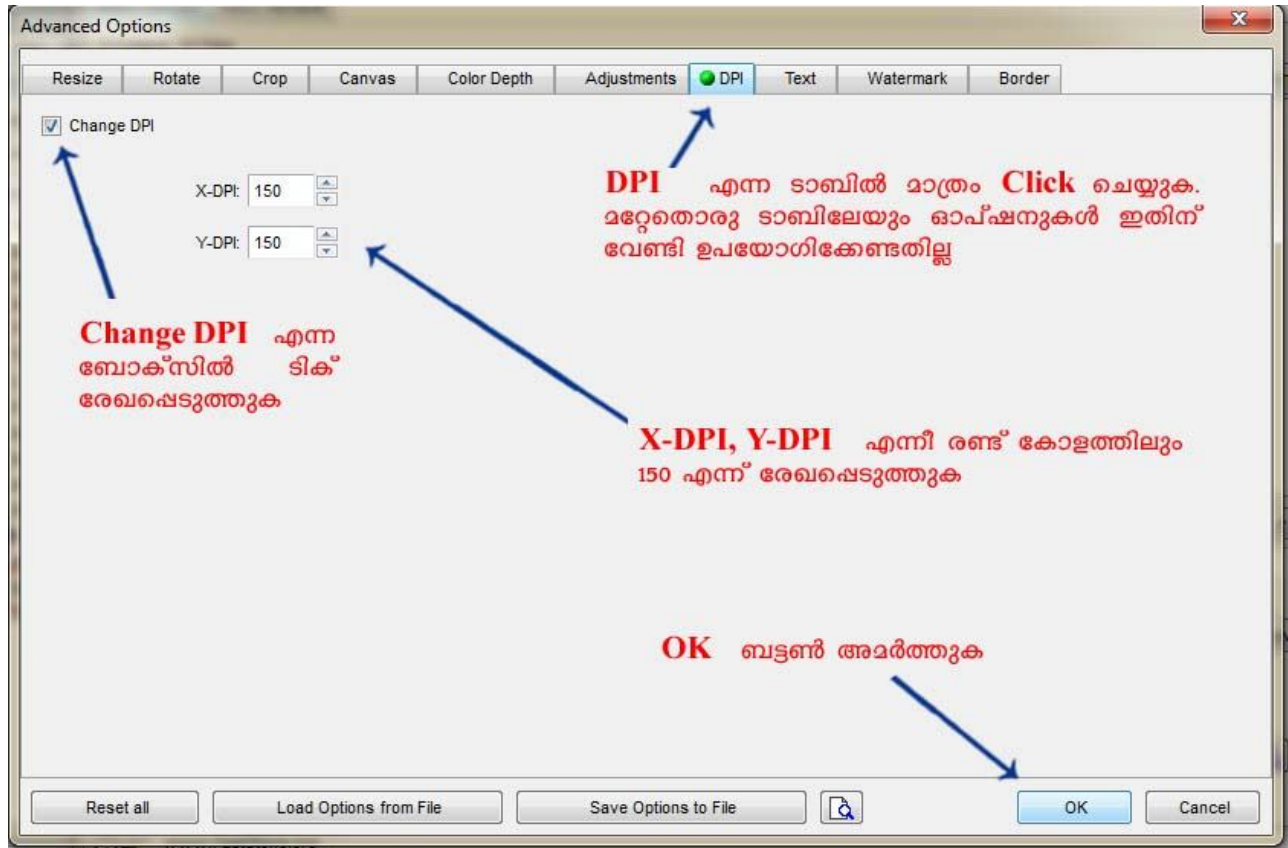 Advanced Options
Resize Rotate Crop Canvas Color Depth Adjustments DPI Text Watermark Border
Change DPI
X-DPI: 150
Y-DPI: 150
DPI എന്ന ടാബിൽ മാത്രം Click ചെയ്യുക.
മറ്റേതൊരു ടാബിലേയും ഓപ്ഷനുകൾ ഇതിന്
വേണ്ടി ഉപയോഗിക്കേണ്ടതില്ല
Change DPI എന്ന
ബോക്സിൽ ടിക്
രേഖപ്പെടുത്തുക
X-DPI, Y-DPI എന്നീ രണ്ട് കോളത്തിലും
150 എന്ന് രേഖപ്പെടുത്തുക
OK ബട്ടൺ അമർത്തുക
Reset all Load Options from File Save Options to File OK Cancel